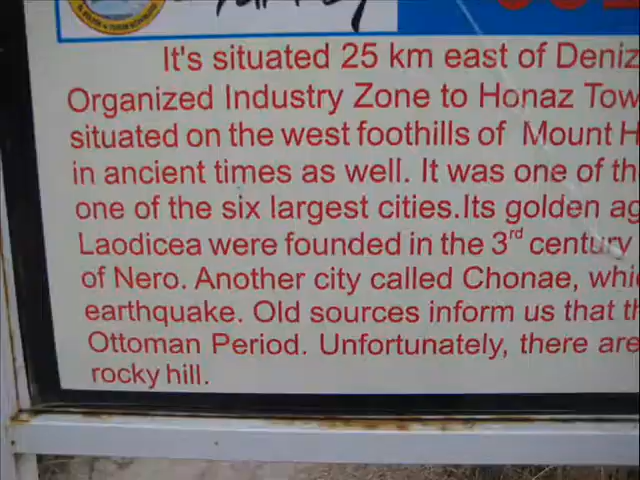 It's situated 25 km east of Deniz
Organized Industry Zone to Honaz Tow
situated on the west foothills of Mount H
in ancient times as well. It was one of th
one of the six largest cities.Its golden ag
Laodicea were founded in the 3rd century
of Nero. Another city called Chonae, whi
earthquake. Old sources inform us that th
Ottoman Period. Unfortunately, there are
rocky hill.